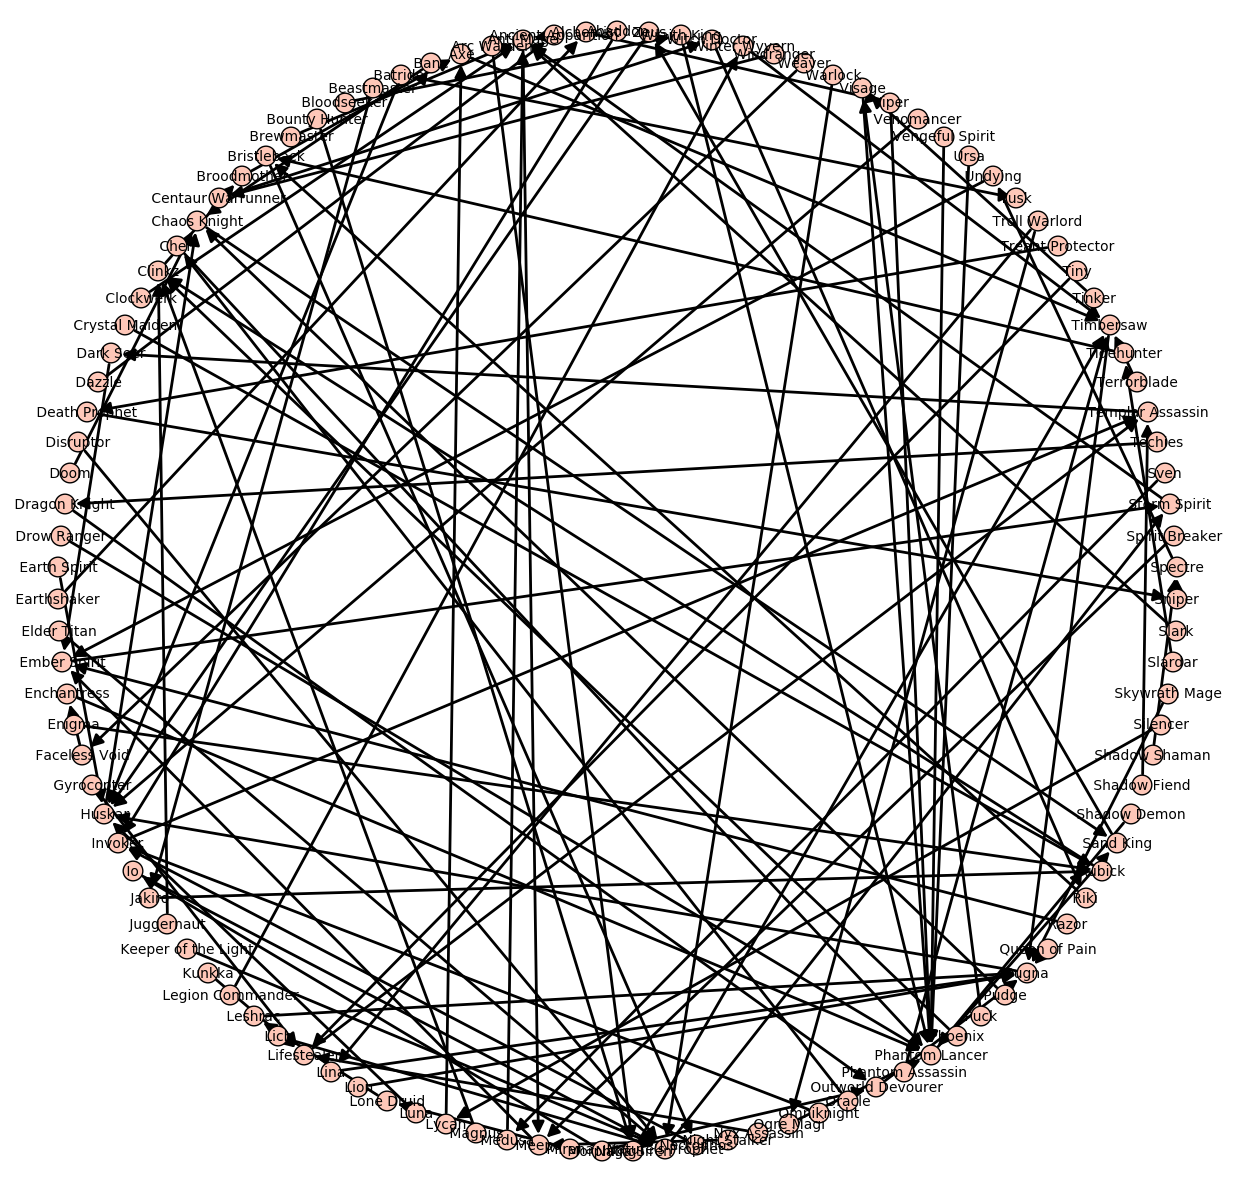 Ancient Apparition
Alchemist
Abaddon
Zeus
Wraith King
Witch Doctor
Anti-Mage
Arc Warden
Winter Wyvern
Axe
Windranger
Bane
Weaver
Batrider
Warlock
Beastmaster
Visage
Bloodseeker
Viper
Bounty Hunter
Venomancer
Brewmaster
Vengeful Spirit
Bristleback
Ursa
Broodmother
Undying
Centaur Warrunner
Tusk
Chaos Knight
Troll Warlord
Chen
Treant Protector
Clinkz
Tiny
Clockwerk
Tinker
Crystal Maiden
Timbersaw
Dark Seer
Tidehunter
Dazzle
Terrorblade
Death Prophet
Templar Assassin
Disruptor
Techies
Doom
Sven
Dragon Knight
Storm Spirit
Drow Ranger
Spirit Breaker
Earth Spirit
Spectre
Earthshaker
Sniper
Elder Titan
Slark
Ember Spirit
Slardar
Enchantress
Skywrath Mage
Enigma
Silencer
Faceless Void
Shadow Shaman
Gyrocopter
Shadow Fiend
Huskar
Shadow Demon
Invoker
Sand King
Io
Rubick
Jakiro
Riki
Juggernaut
Razor
Keeper of the Light
Queen of Pain
Kunkka
Pugna
Legion Commander
Pudge
Leshrac
Puck
Lich
Phoenix
Lifestealer
Phantom Lancer
Lina
Phantom Assassin
Lion
Outworld Devourer
Lone Druid
Oracle
Luna
Omniknight
Lycan
Ogre Magi
Magnus
Nyx Assassin
Medusa
Night Stalker
Meepo
Mirana
Nature's Prophet